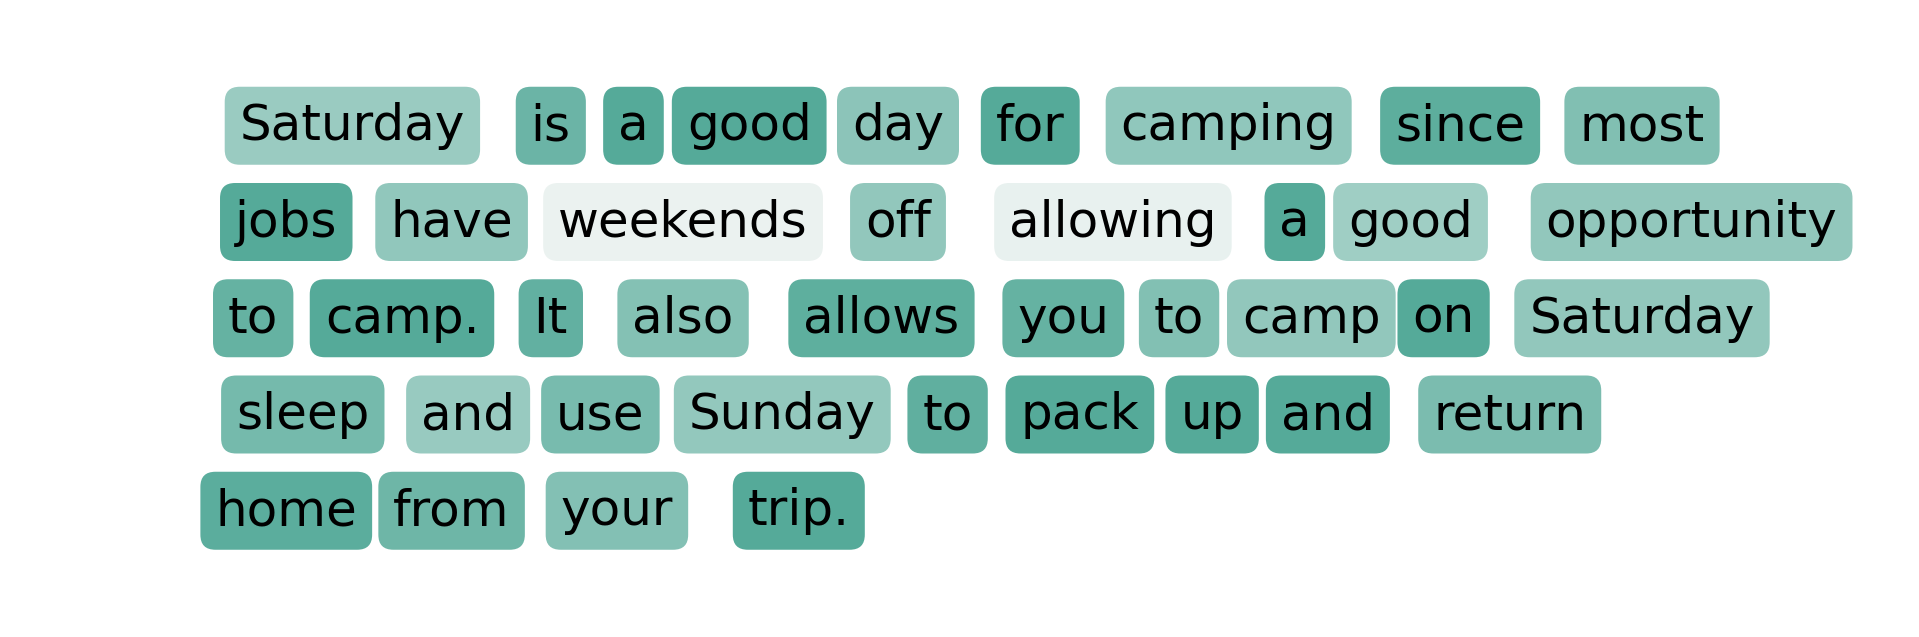 Saturday is a good day for camping since most
jobs have weekends off allowing a good opportunity
to camp. It also allows you to camp on Saturday
sleep and use Sunday to pack up and return
home from your trip.